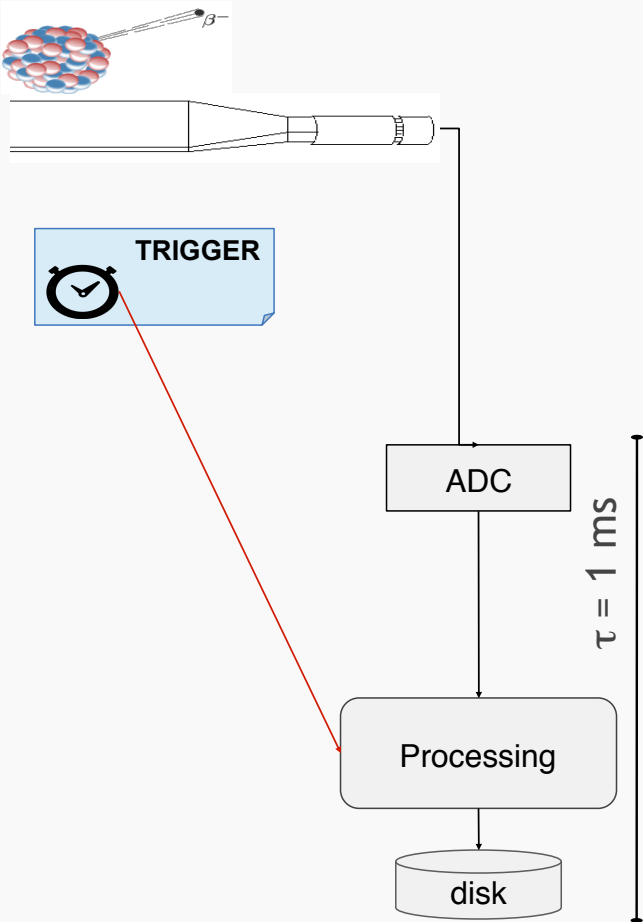 β⁻
TRIGGER
ADC
τ = 1 ms
Processing
disk